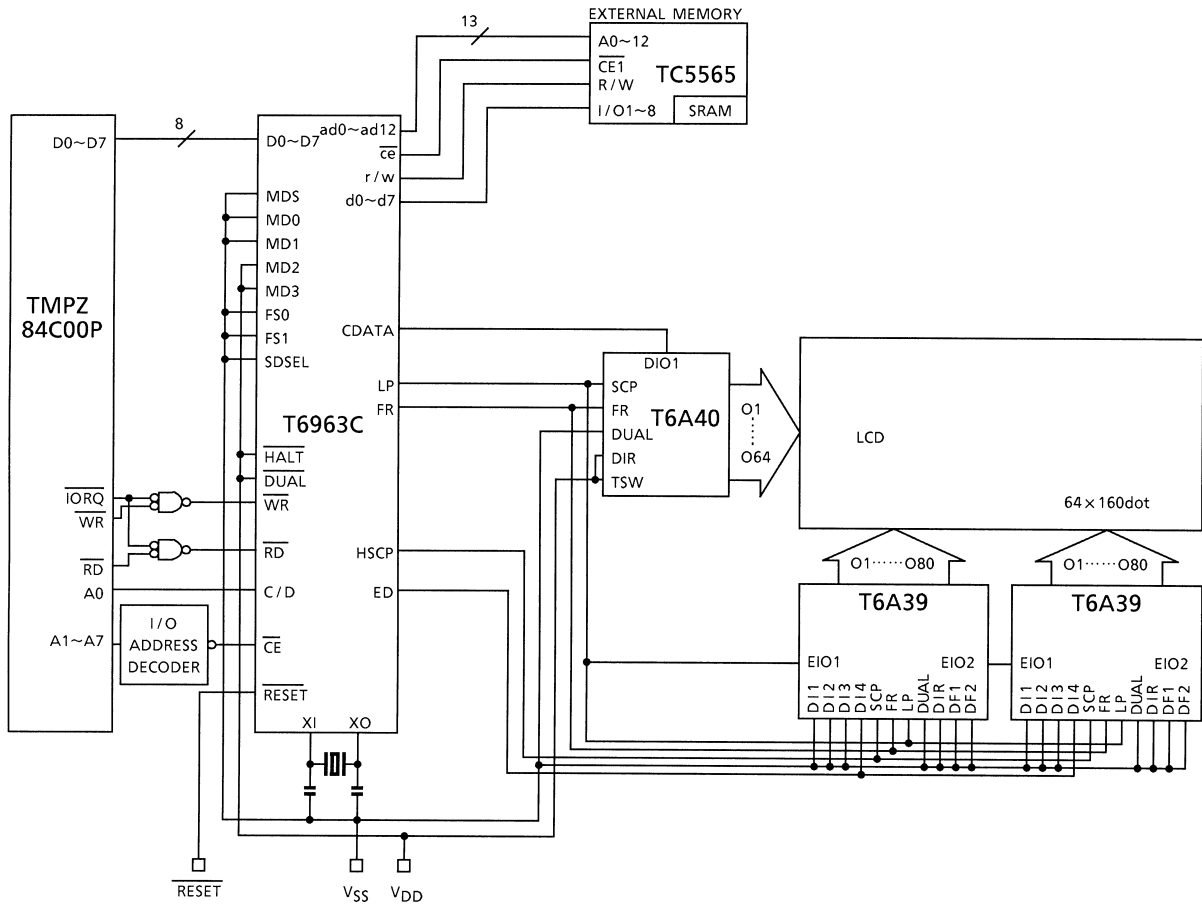 EXTERNAL MEMORY
13
A0~12
CE1
R/W
I/O1~8
TC5565
SRAM
D0~D7
TMPZ
84C00P
IORQ
WR
RD
A0
A1~A7
8
I/O
ADDRESS
DECODER
D0~D7
MDS
MD0
MD1
MD2
MD3
FS0
FS1
SDSEL
T6963C
HALT
DUAL
WR
RD
C/D
CE
RESET
XI
XO
ad0~ad12
ce
r/w
d0~d7
CDATA
LP
FR
HSCP
ED
DIO1
SCP
FR
DUAL
DIR
TSW
T6A40
O1
O64
LCD
64×160dot
O1······O80
O1······O80
T6A39
EIO1
EIO2
DI1
DI2
DI3
DI4
SCP
FR
LP
DUAL
DIR
DF1
DF2
T6A39
EIO1
EIO2
DI1
DI2
DI3
DI4
SCP
FR
LP
DUAL
DIR
DF1
DF2
RESET
VSS
VDD